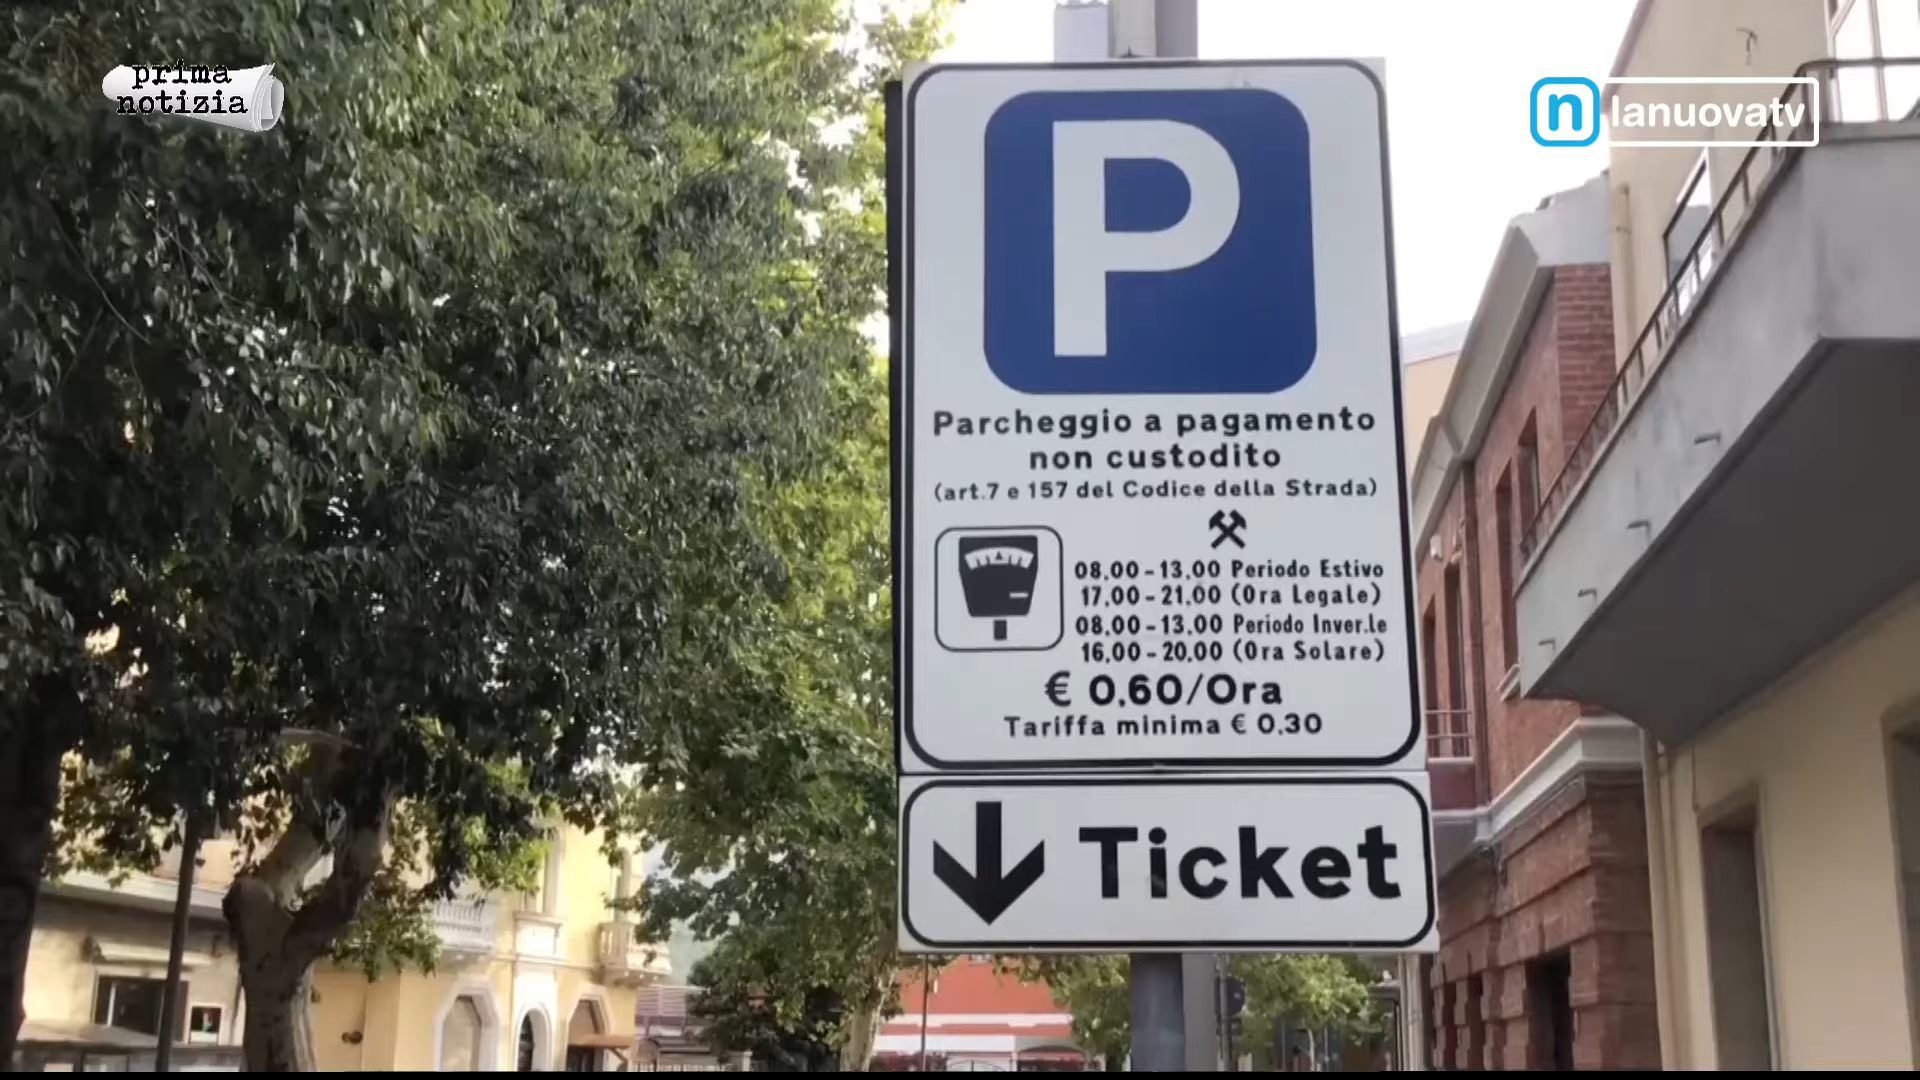 prima
notizia
n lanuovatv
P
Parcheggio a pagamento
non custodito
(art.7 e 157 del Codice della Strada)
08.00-13.00 Periodo Estivo
17.00-21.00 (Ora Legale)
08.00-13.00 Periodo Inver.le
16.00-20.00 (Ora Solare)
€ 0.60/Ora
Tariffa minima € 0.30
Ticket